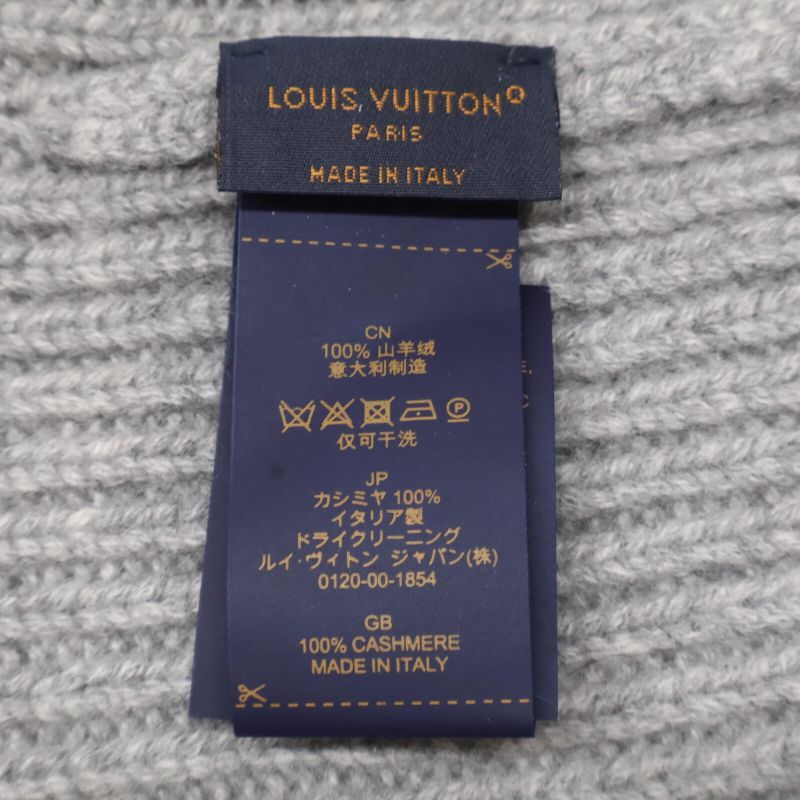 LOUIS VUITTON®
PARIS
MADE IN ITALY
CN
100% 山羊绒
意大利制造
仅可干洗
JP
カシミヤ 100%
イタリア製
ドライクリーニング
ルイ･ヴィトン ジャパン(株)
0120-00-1854
GB
100% CASHMERE
MADE IN ITALY